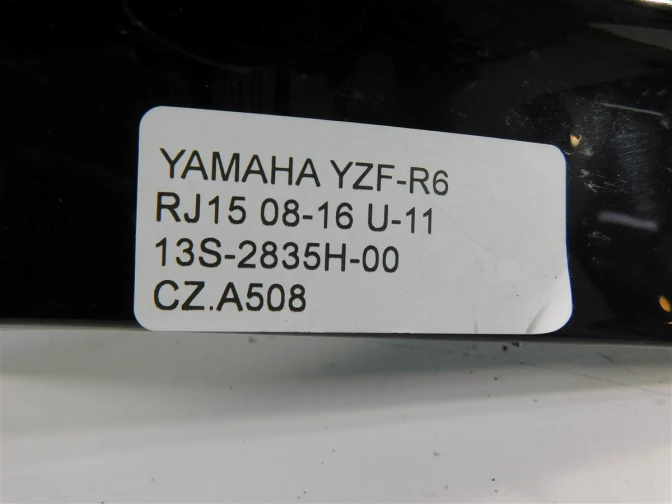 YAMAHA YZF-R6
RJ15 08-16 U-11
13S-2835H-00
CZ.A508